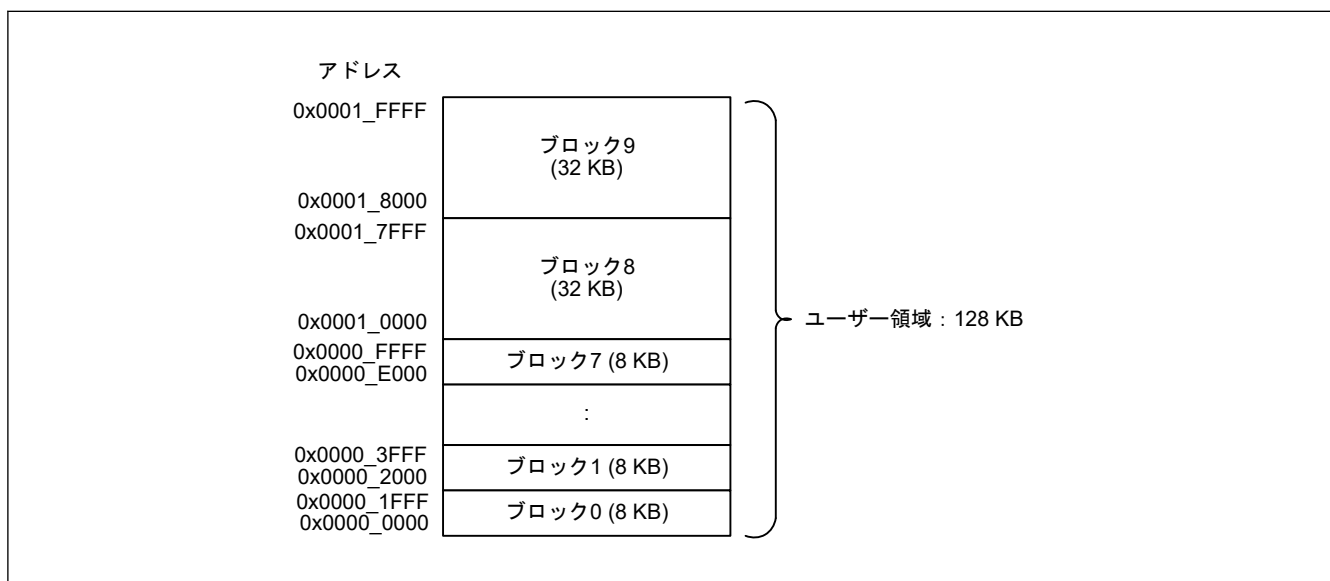 アドレス
0x0001_FFFF
ブロック9
(32 KB)
0x0001_8000
0x0001_7FFF
ブロック8
(32 KB)
ユーザー領域：128 KB
0x0001_0000
0x0000_FFFF
ブロック7 (8 KB)
0x0000_E000
:
0x0000_3FFF
ブロック1 (8 KB)
0x0000_2000
0x0000_1FFF
ブロック0 (8 KB)
0x0000_0000